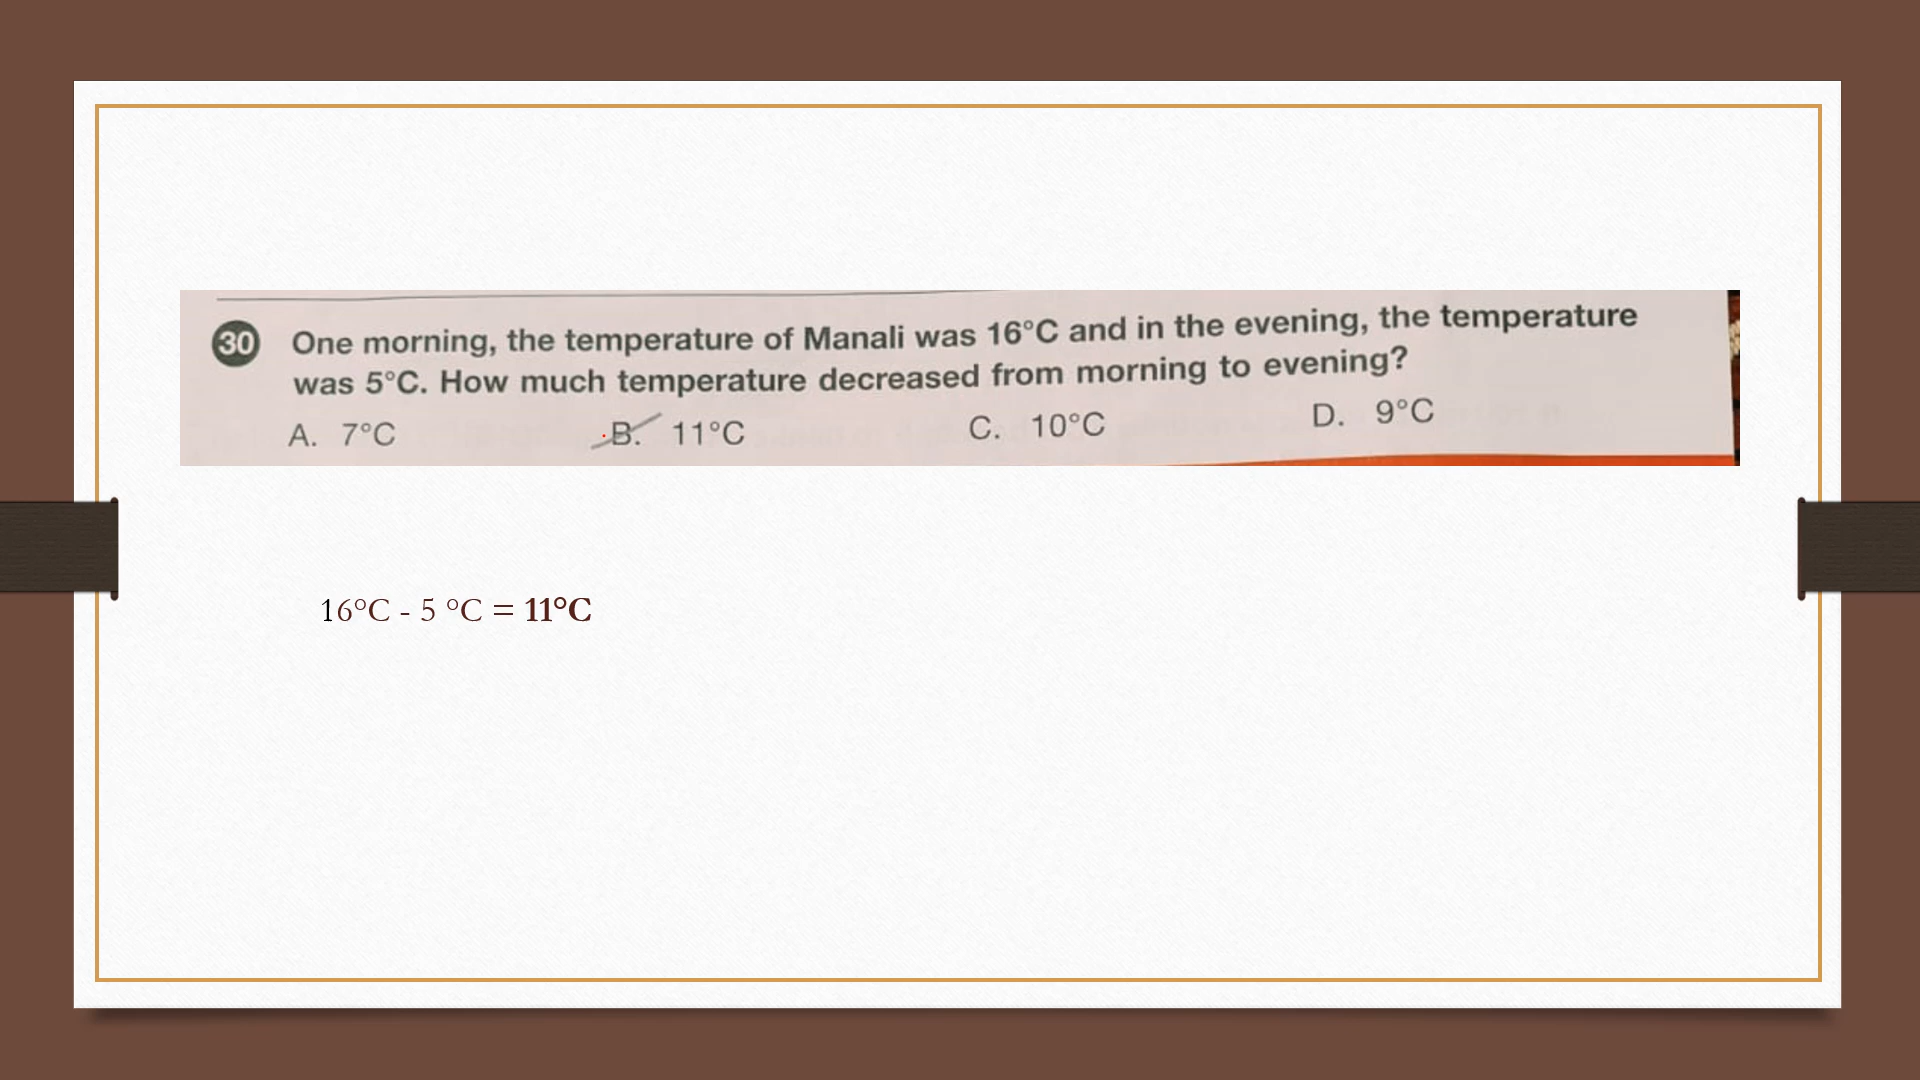 30 One morning, the temperature of Manali was 16°C and in the evening, the temperature
was 5°C. How much temperature decreased from morning to evening?
A. 7°C B. 11°C C. 10°C D. 9°C
16°C - 5 °C = 11°C